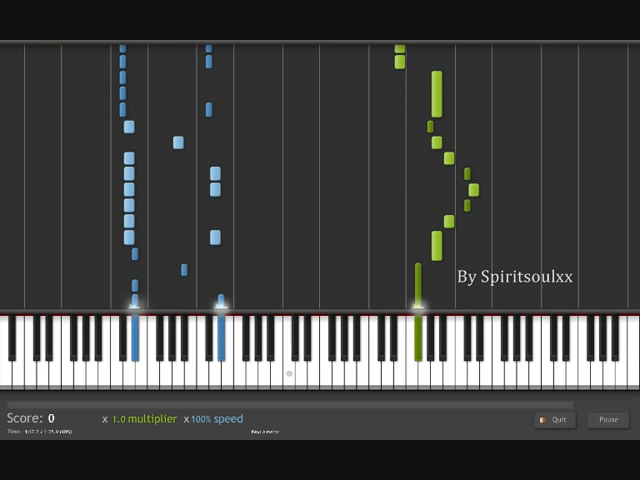 By Spiritsoulxx
Score: 0 x 1.0 multiplier x 100% speed Quit Pause